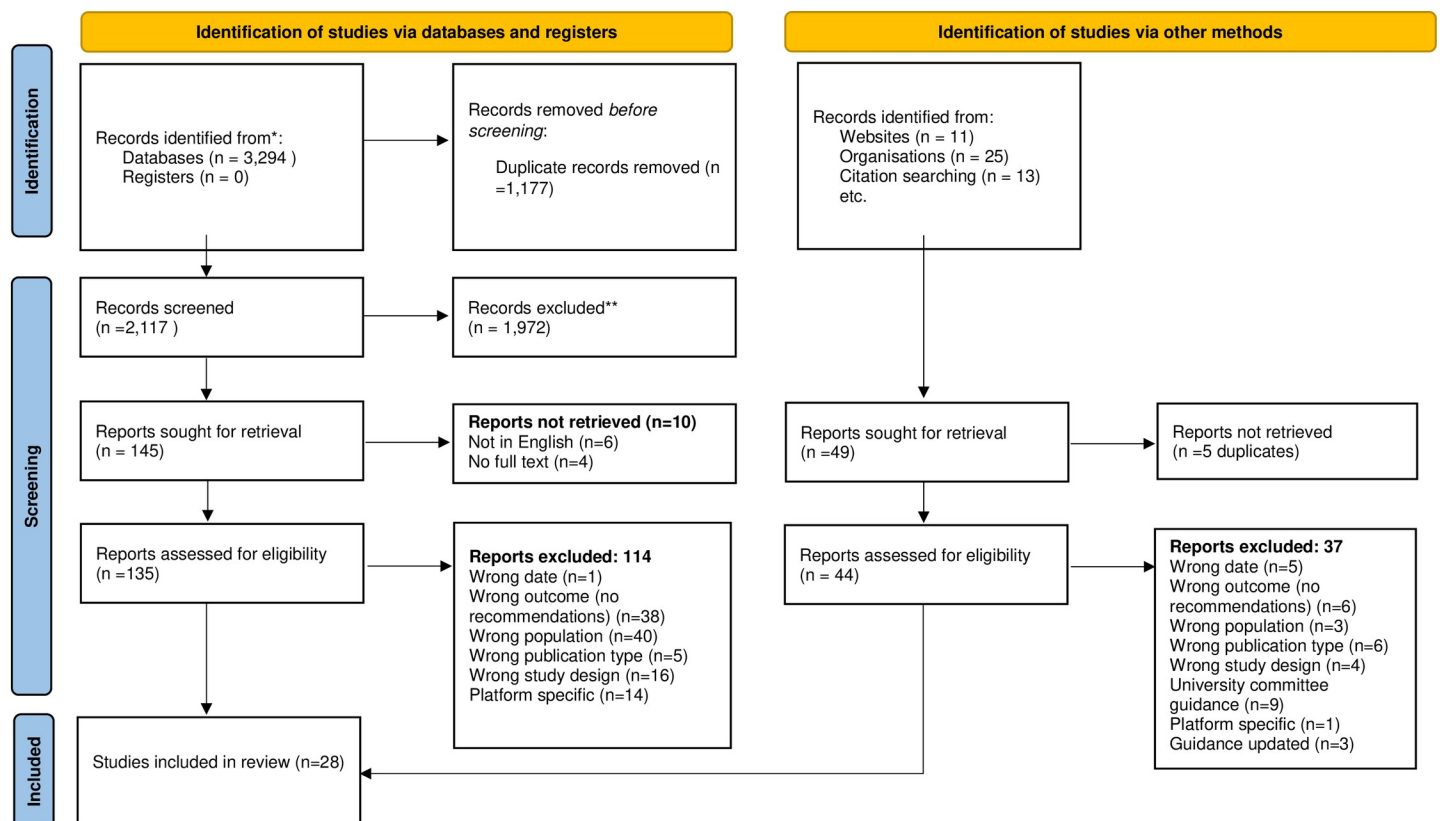 Identification of studies via databases and registers
Identification of studies via other methods
Identification
Records identified from*:
Databases (n = 3,294 )
Registers (n = 0)
Records removed before
screening:
Duplicate records removed (n
=1,177)
Records identified from:
Websites (n = 11)
Organisations (n = 25)
Citation searching (n = 13)
etc.
Screening
Records screened
(n =2,117 )
Records excluded**
(n = 1,972)
Reports sought for retrieval
(n = 145)
Reports not retrieved (n=10)
Not in English (n=6)
No full text (n=4)
Reports sought for retrieval
(n =49)
Reports not retrieved
(n =5 duplicates)
Reports assessed for eligibility
(n =135)
Reports excluded: 114
Wrong date (n=1)
Wrong outcome (no
recommendations) (n=38)
Wrong population (n=40)
Wrong publication type (n=5)
Wrong study design (n=16)
Platform specific (n=14)
Reports assessed for eligibility
(n = 44)
Reports excluded: 37
Wrong date (n=5)
Wrong outcome (no
recommendations) (n=6)
Wrong population (n=3)
Wrong publication type (n=6)
Wrong study design (n=4)
University committee
guidance (n=9)
Platform specific (n=1)
Guidance updated (n=3)
Included
Studies included in review (n=28)